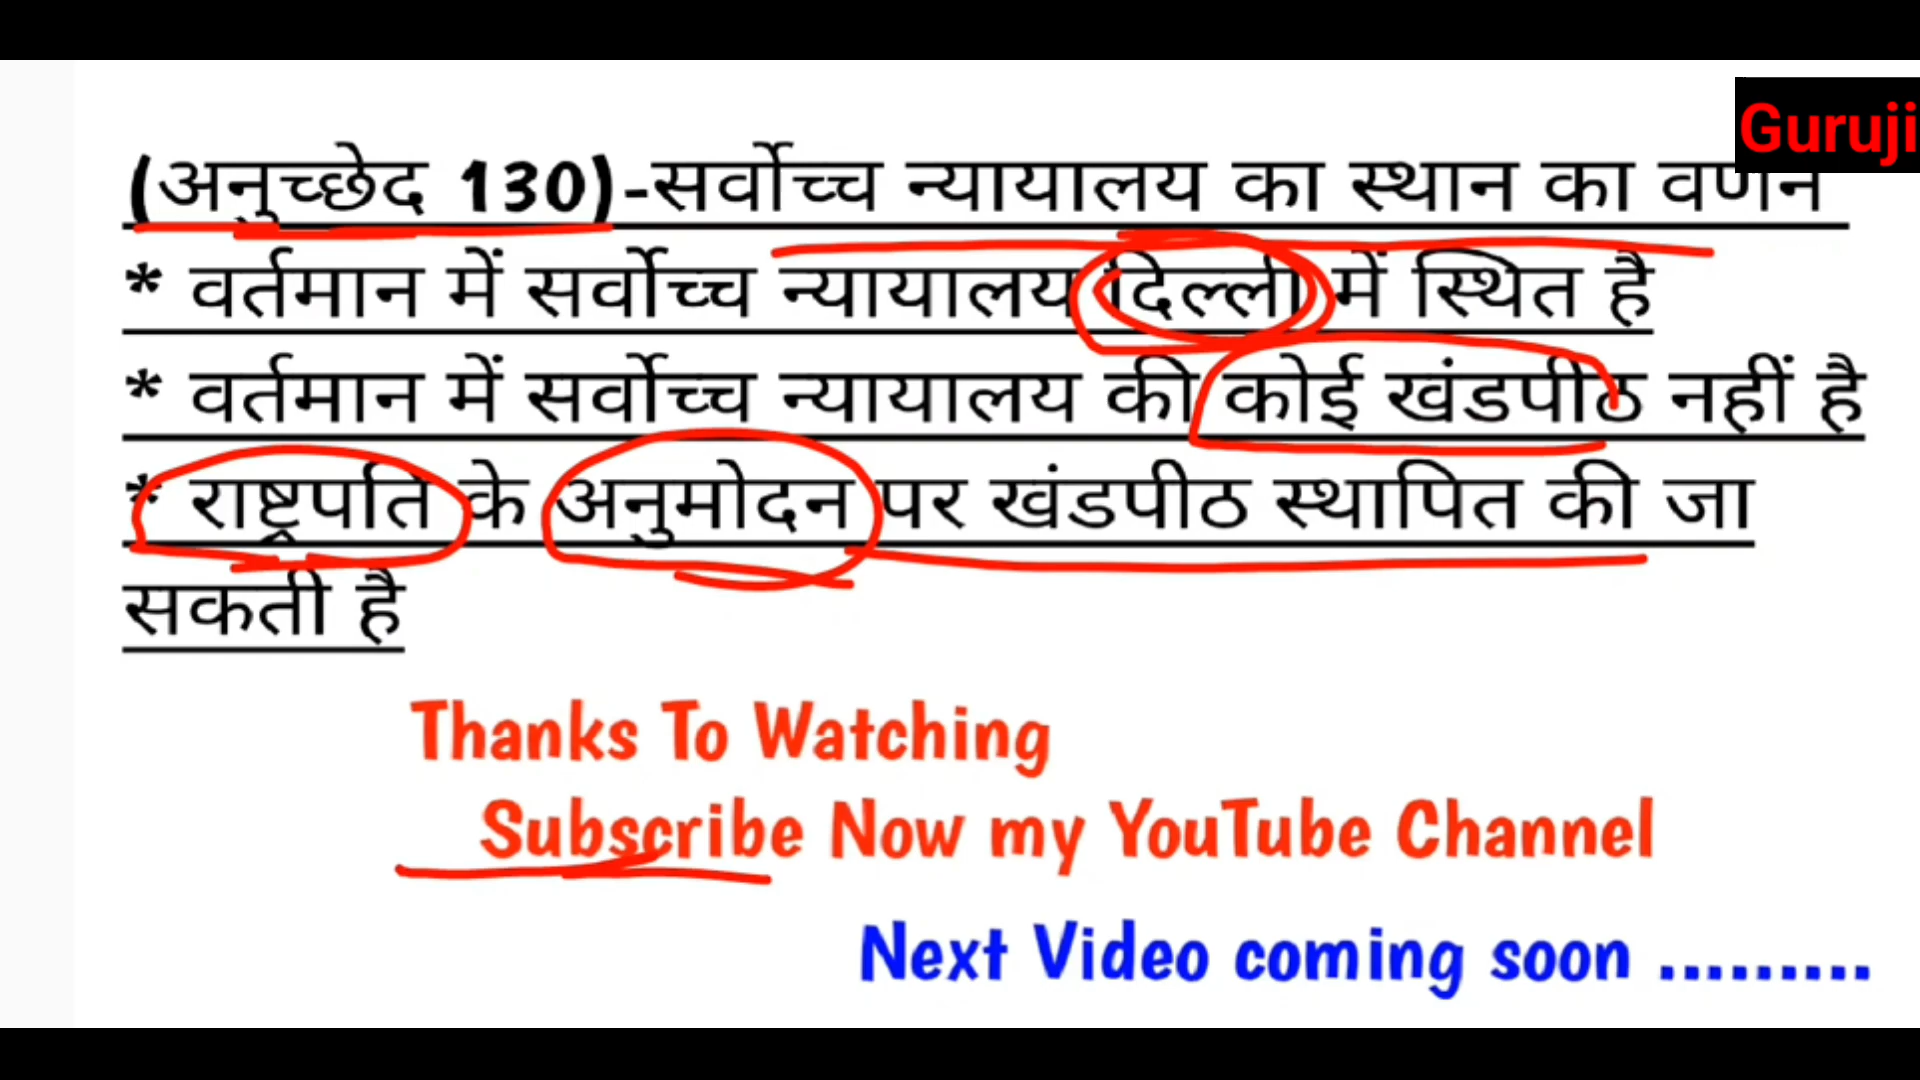 Guruji
(अनुच्छेद 130)-सर्वोच्च न्यायालय का स्थान का वर्णन
* वर्तमान में सर्वोच्च न्यायालय दिल्ली में स्थित है
* वर्तमान में सर्वोच्च न्यायालय की कोई खंडपीठ नहीं है
* राष्ट्रपति के अनुमोदन पर खंडपीठ स्थापित की जा
सकती है
Thanks To Watching
Subscribe Now my YouTube Channel
Next Video coming soon .........